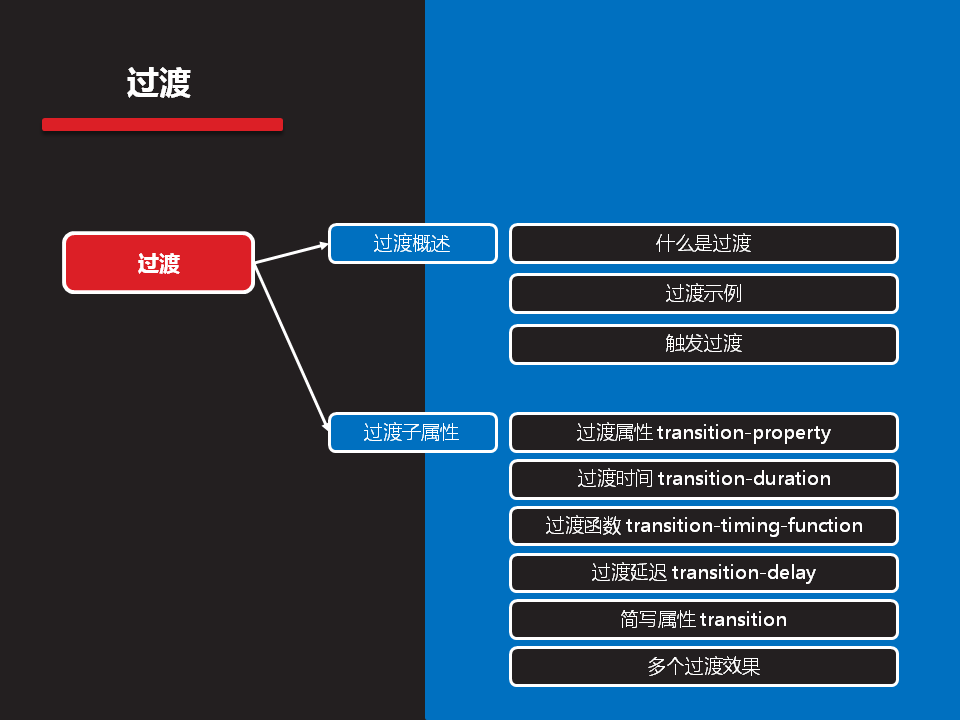 过渡
过渡
过渡概述
什么是过渡
过渡示例
触发过渡
过渡子属性
过渡属性 transition-property
过渡时间 transition-duration
过渡函数 transition-timing-function
过渡延迟 transition-delay
简写属性 transition
多个过渡效果